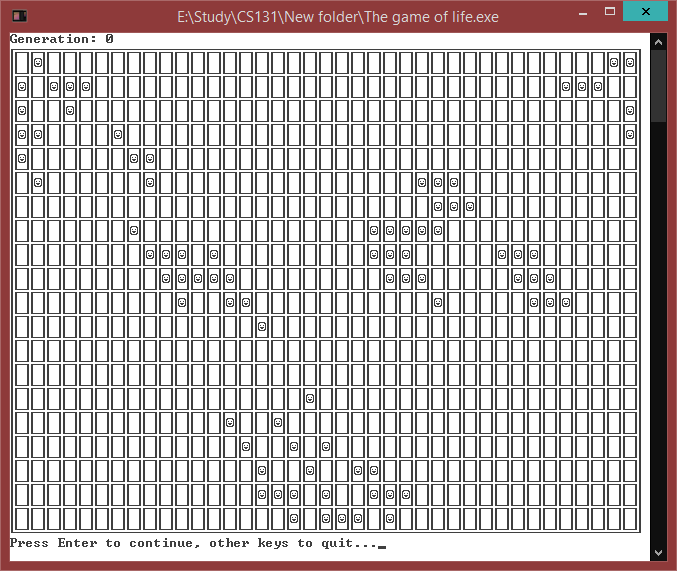 E:\Study\CS131\New folder\The game of life.exe
Generation: 0
Press Enter to continue, other keys to quit..._